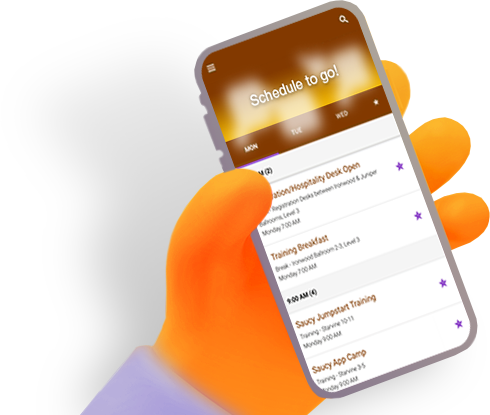 Schedule to go!
MON TUE WED
M (2)
ation/Hospitality Desk Open
Registration Desks between Ironwood & Juniper
Ballrooms, Level 3
Monday 7:00 AM
Training Breakfast
Break - Ironwood Ballroom 2-3, Level 3
Monday 7:00 AM
9:00 AM (4)
Saucy Jumpstart Training
Training - Starvine 10-11
Monday 9:00 AM
Saucy App Camp
Training - Starvine 3-5
Monday 9:00 AM